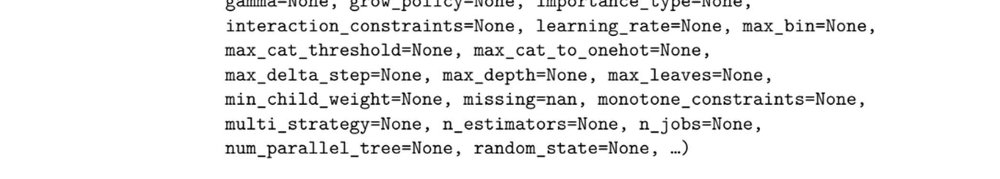 gamma=None, grow_policy=None, importance_type=None,
interaction_constraints=None, learning_rate=None, max_bin=None,
max_cat_threshold=None, max_cat_to_onehot=None,
max_delta_step=None, max_depth=None, max_leaves=None,
min_child_weight=None, missing=nan, monotone_constraints=None,
multi_strategy=None, n_estimators=None, n_jobs=None,
num_parallel_tree=None, random_state=None, …)